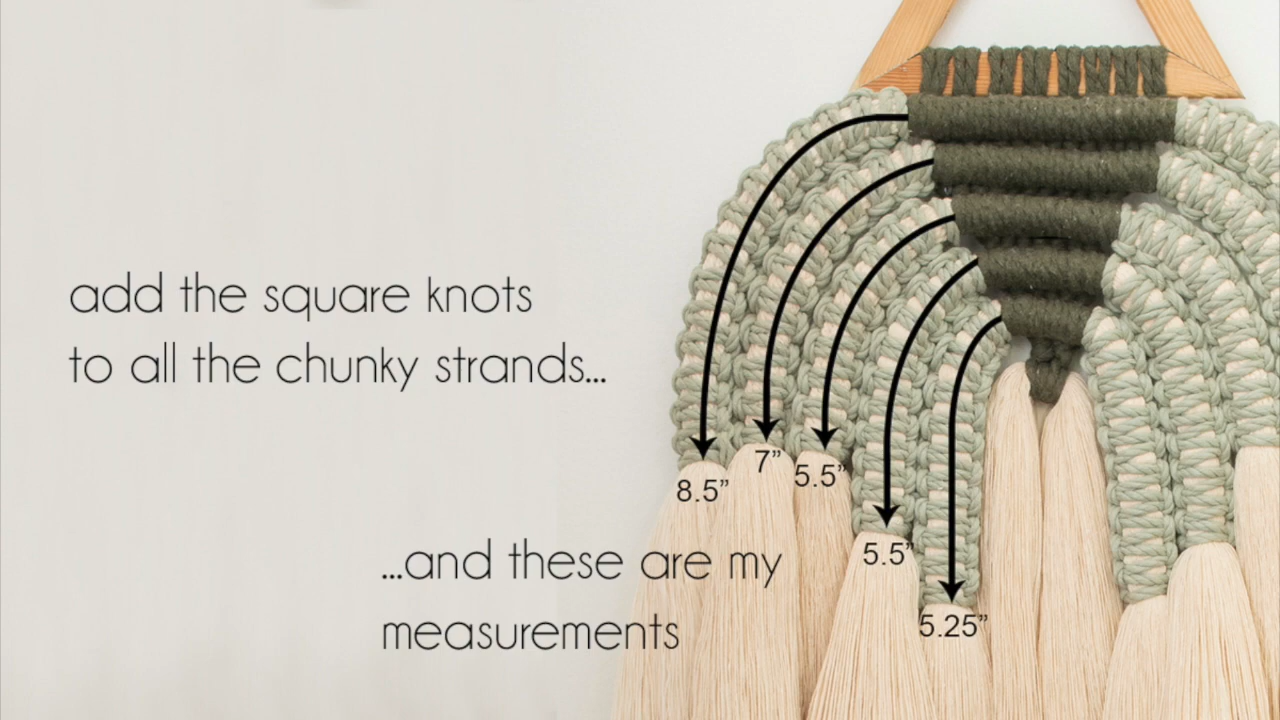 add the square knots
to all the chunky strands...
8.5”
7”
5.5”
5.5”
5.25”
...and these are my
measurements